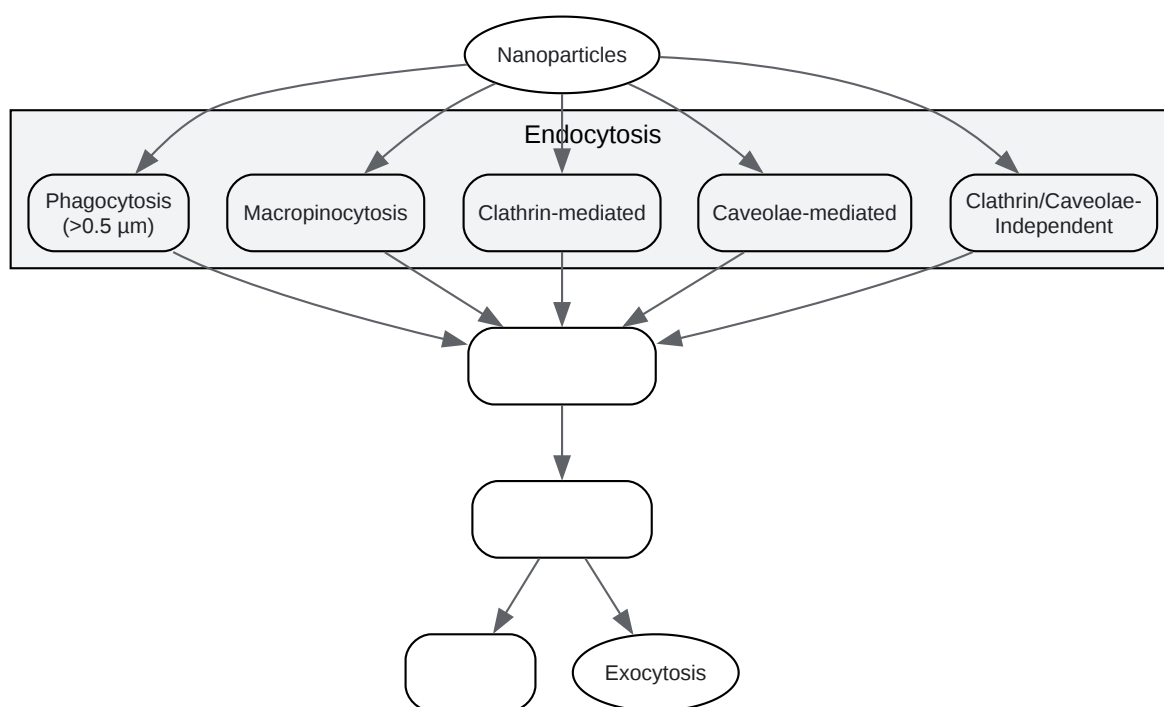 Nanoparticles
Endocytosis
Phagocytosis
(>0.5 µm)
Macropinocytosis
Clathrin-mediated
Caveolae-mediated
Clathrin/Caveolae-
Independent
Exocytosis